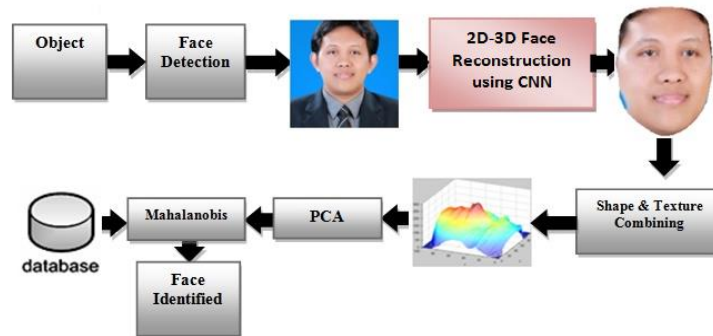 Object
Face
Detection
2D-3D Face
Reconstruction
using CNN
Shape & Texture
Combining
PCA
Mahalanobis
database
Face
Identified